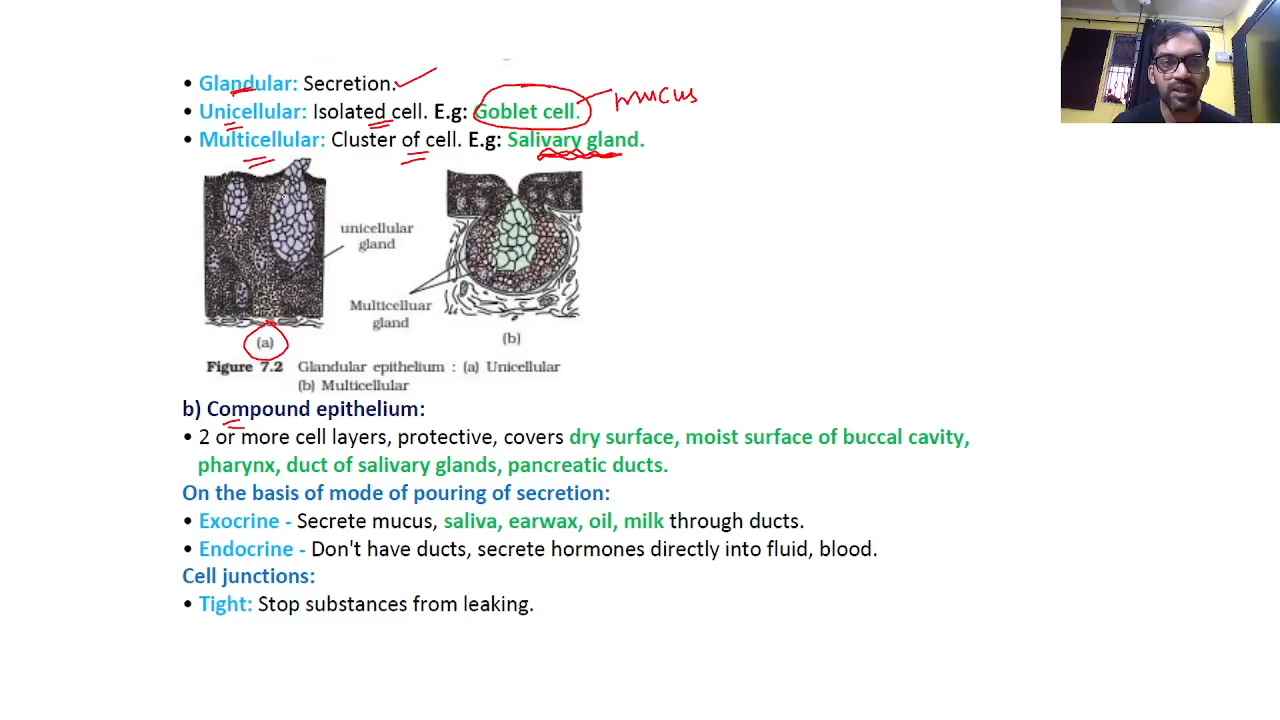 • Glandular: Secretion.
• Unicellular: Isolated cell. E.g: Goblet cell. mucus
• Multicellular: Cluster of cell. E.g: Salivary gland.
unicellular
gland
Multicelluar
gland
(a)
(b)
Figure 7.2 Glandular epithelium : (a) Unicellular
(b) Multicellular
b) Compound epithelium:
• 2 or more cell layers, protective, covers dry surface, moist surface of buccal cavity,
pharynx, duct of salivary glands, pancreatic ducts.
On the basis of mode of pouring of secretion:
• Exocrine - Secrete mucus, saliva, earwax, oil, milk through ducts.
• Endocrine - Don't have ducts, secrete hormones directly into fluid, blood.
Cell junctions:
• Tight: Stop substances from leaking.